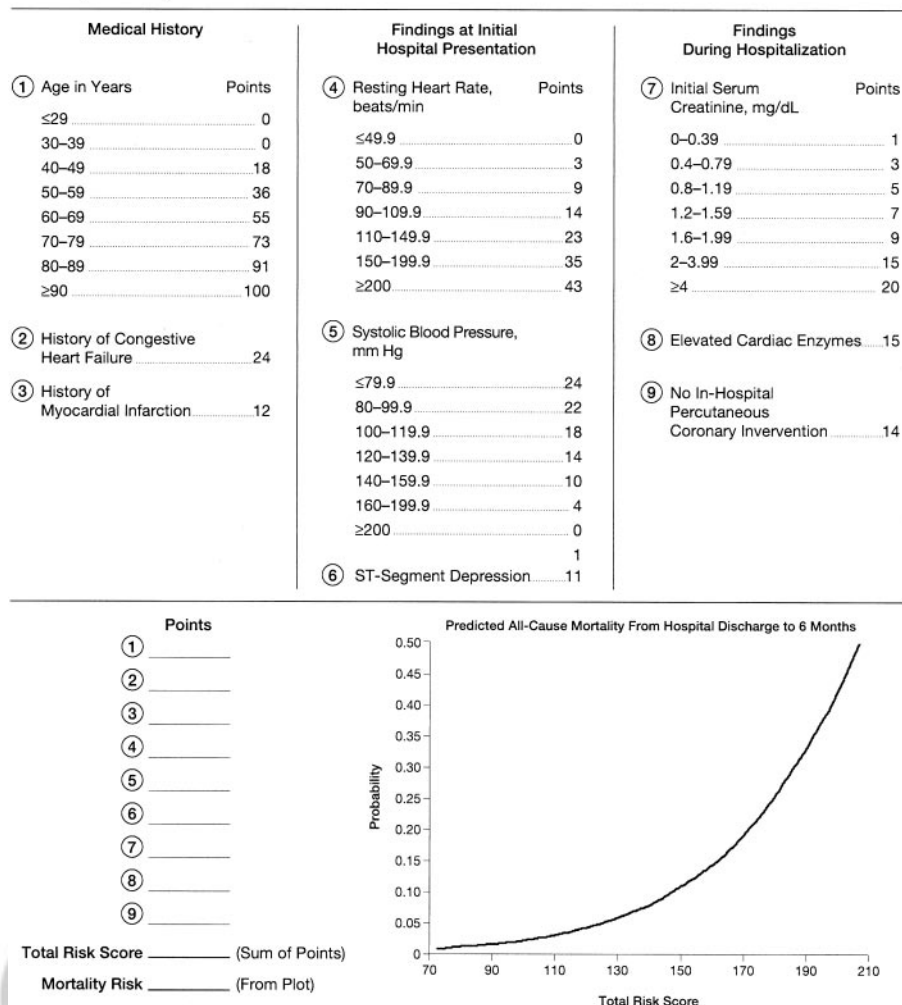 Medical History
① Age in Years Points
≤29 0
30–39 0
40–49 18
50–59 36
60–69 55
70–79 73
80–89 91
≥90 100
② History of Congestive
Heart Failure 24
③ History of
Myocardial Infarction 12
Findings at Initial
Hospital Presentation
④ Resting Heart Rate, Points
beats/min
≤49.9 0
50–69.9 3
70–89.9 9
90–109.9 14
110–149.9 23
150–199.9 35
≥200 43
⑤ Systolic Blood Pressure,
mm Hg
≤79.9 24
80–99.9 22
100–119.9 18
120–139.9 14
140–159.9 10
160–199.9 4
≥200 0
1
⑥ ST-Segment Depression 11
Findings
During Hospitalization
⑦ Initial Serum Points
Creatinine, mg/dL
0–0.39 1
0.4–0.79 3
0.8–1.19 5
1.2–1.59 7
1.6–1.99 9
2–3.99 15
≥4 20
⑧ Elevated Cardiac Enzymes 15
⑨ No In-Hospital
Percutaneous
Coronary Invervention 14
Points
①
②
③
④
⑤
⑥
⑦
⑧
⑨
Total Risk Score (Sum of Points)
Mortality Risk (From Plot)
Predicted All-Cause Mortality From Hospital Discharge to 6 Months
Probability
0.50
0.45
0.40
0.35
0.30
0.25
0.20
0.15
0.10
0.05
0
70 90 110 130 150 170 190 210
Total Risk Score